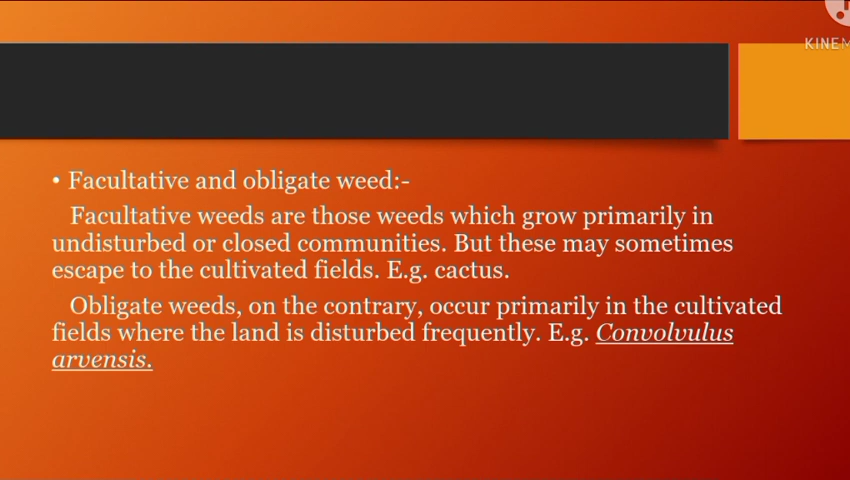 KINEM
• Facultative and obligate weed:-
Facultative weeds are those weeds which grow primarily in
undisturbed or closed communities. But these may sometimes
escape to the cultivated fields. E.g. cactus.
Obligate weeds, on the contrary, occur primarily in the cultivated
fields where the land is disturbed frequently. E.g. Convolvulus
arvensis.